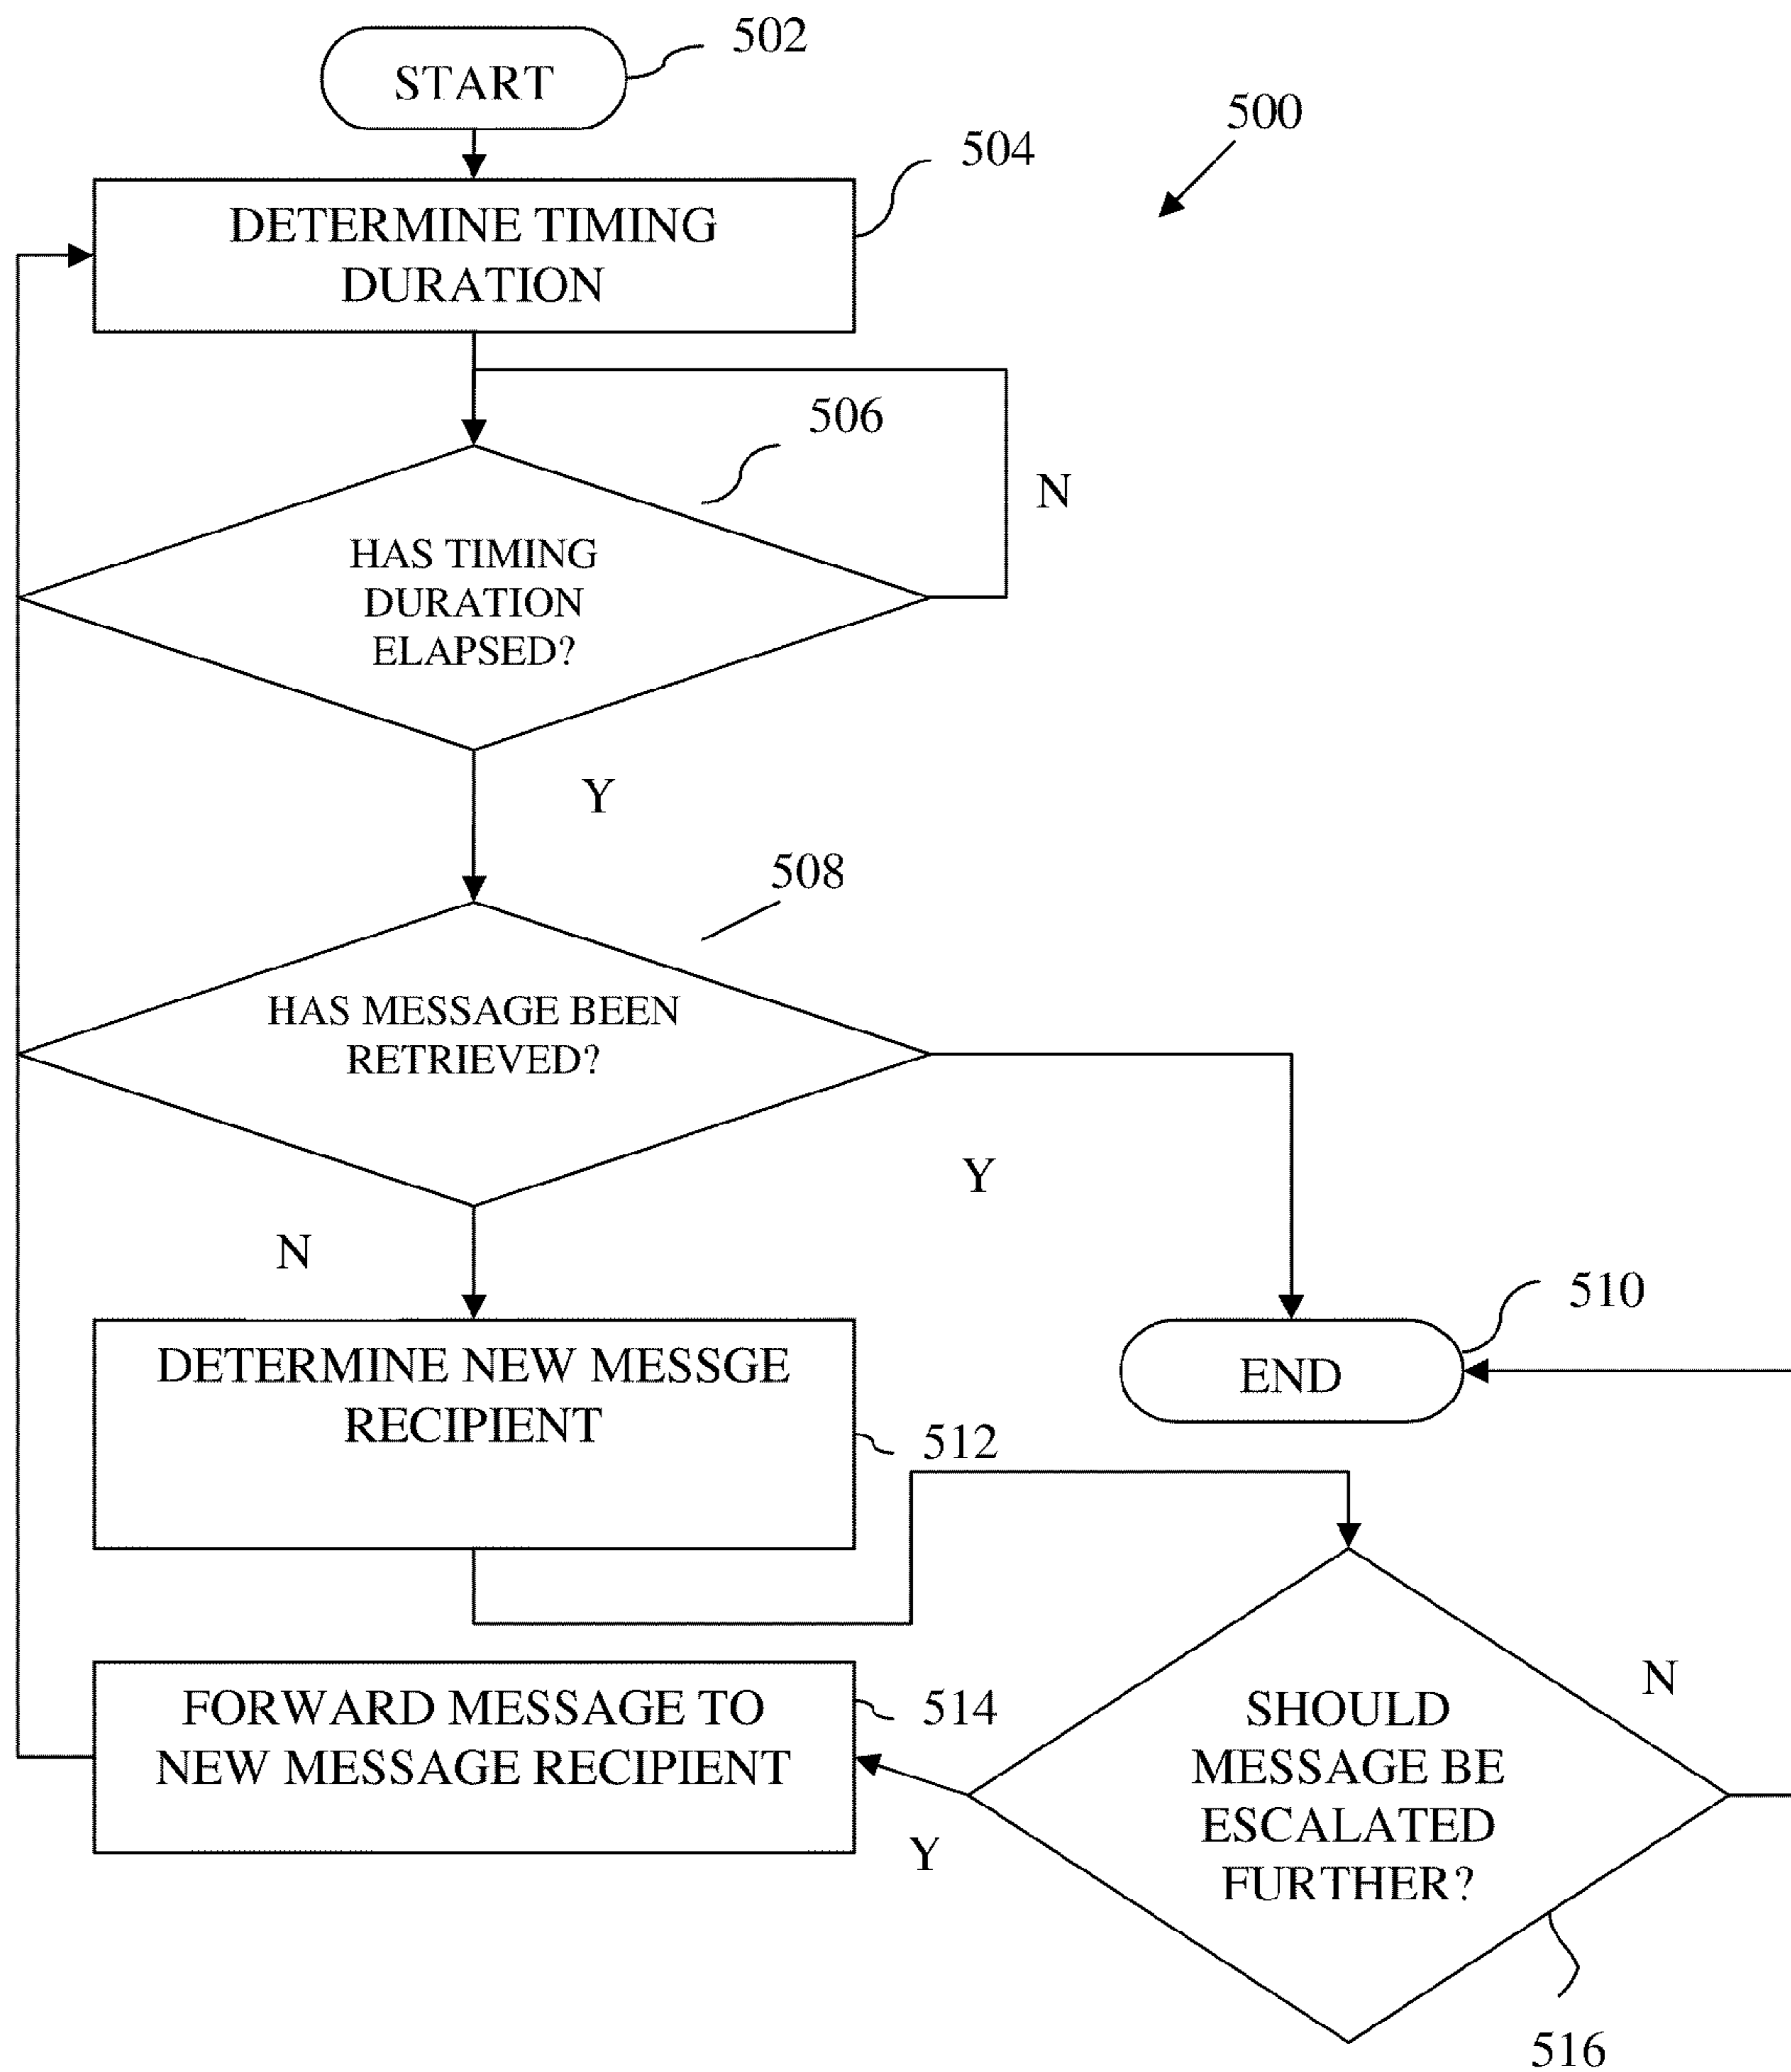 START
502
500
504
DETERMINE TIMING
DURATION
506
N
HAS TIMING
DURATION
ELAPSED?
Y
508
HAS MESSAGE BEEN
RETRIEVED?
Y
N
510
END
DETERMINE NEW MESSGE
RECIPIENT
512
N
FORWARD MESSAGE TO
NEW MESSAGE RECIPIENT
514
SHOULD
MESSAGE BE
ESCALATED
FURTHER?
Y
516